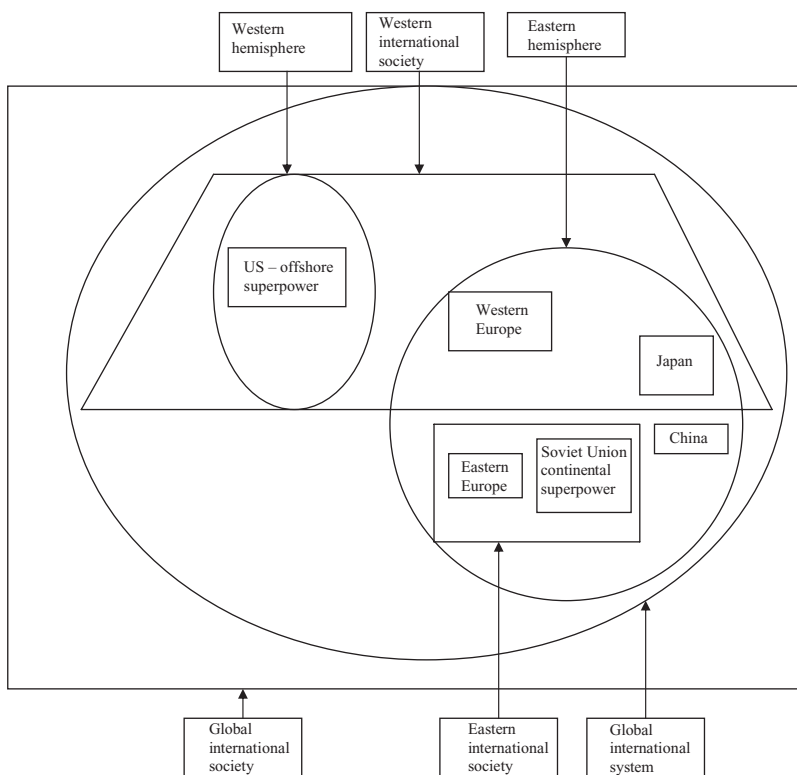 Western
hemisphere
Western
international
society
Eastern
hemisphere
US – offshore
superpower
Western
Europe
Japan
China
Eastern
Europe
Soviet Union
continental
superpower
Global
international
society
Eastern
international
society
Global
international
system